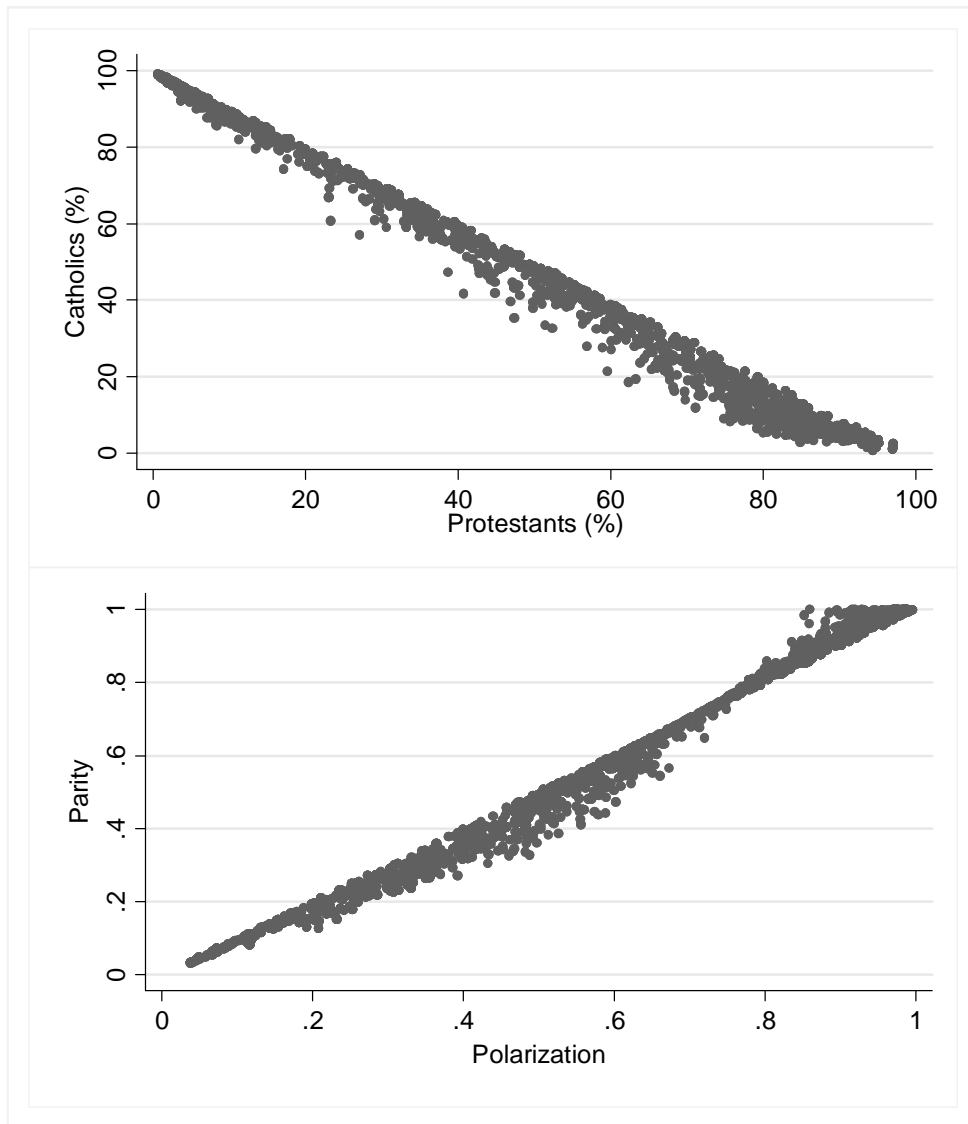 Catholics (%)
100
80
60
40
20
0
0 20 40 60 80 100
Protestants (%)
Parity
1
.8
.6
.4
.2
0
0 .2 .4 .6 .8 1
Polarization